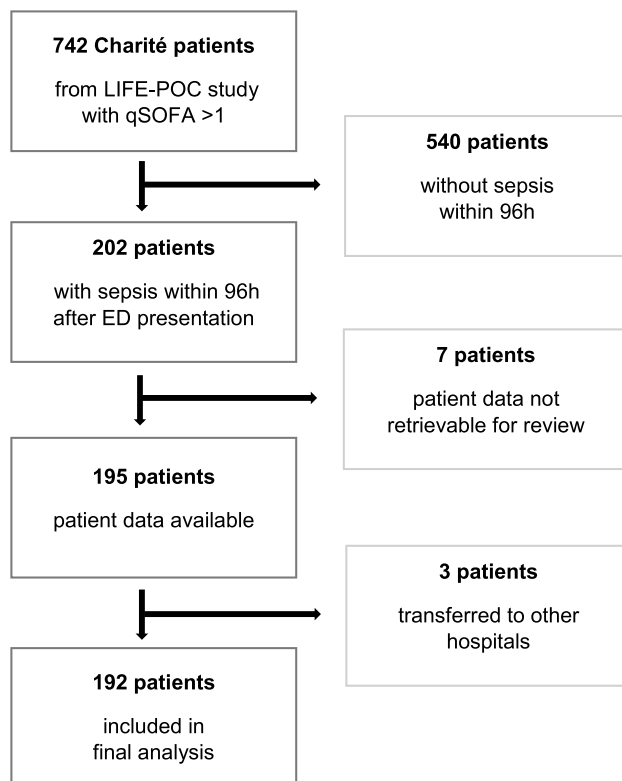 742 Charité patients
from LIFE-POC study
with qSOFA >1
540 patients
without sepsis
within 96h
202 patients
with sepsis within 96h
after ED presentation
7 patients
patient data not
retrievable for review
195 patients
patient data available
3 patients
transferred to other
hospitals
192 patients
included in
final analysis